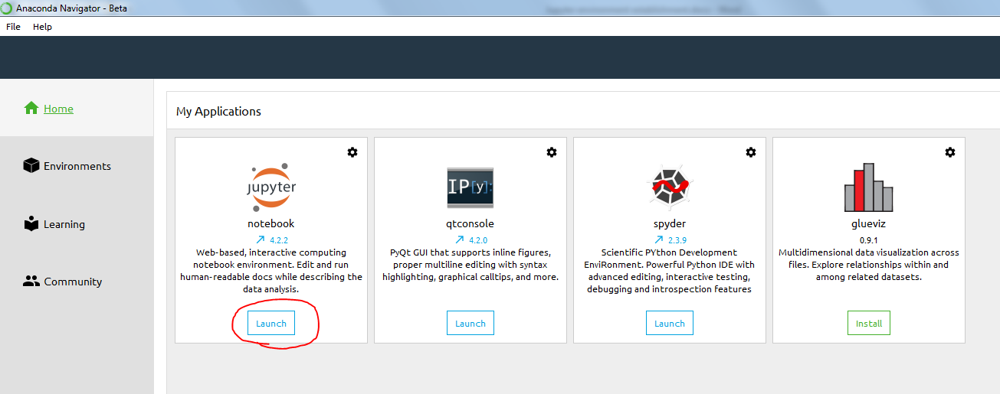 Anaconda Navigator - Beta
File Help
Home
My Applications
Environments
Learning
Community
jupyter
notebook
4.2.2
Web-based, interactive computing
notebook environment. Edit and run
human-readable docs while describing the
data analysis.
Launch
IP[y]:
qtconsole
4.2.0
PyQt GUI that supports inline figures,
proper multiline editing with syntax
highlighting, graphical calltips, and more.
Launch
spyder
2.3.9
Scientific PYthon Development
EnviRonment. Powerful Python IDE with
advanced editing, interactive testing,
debugging and introspection features
Launch
glueviz
0.9.1
Multidimensional data visualization across
files. Explore relationships within and
among related datasets.
Install